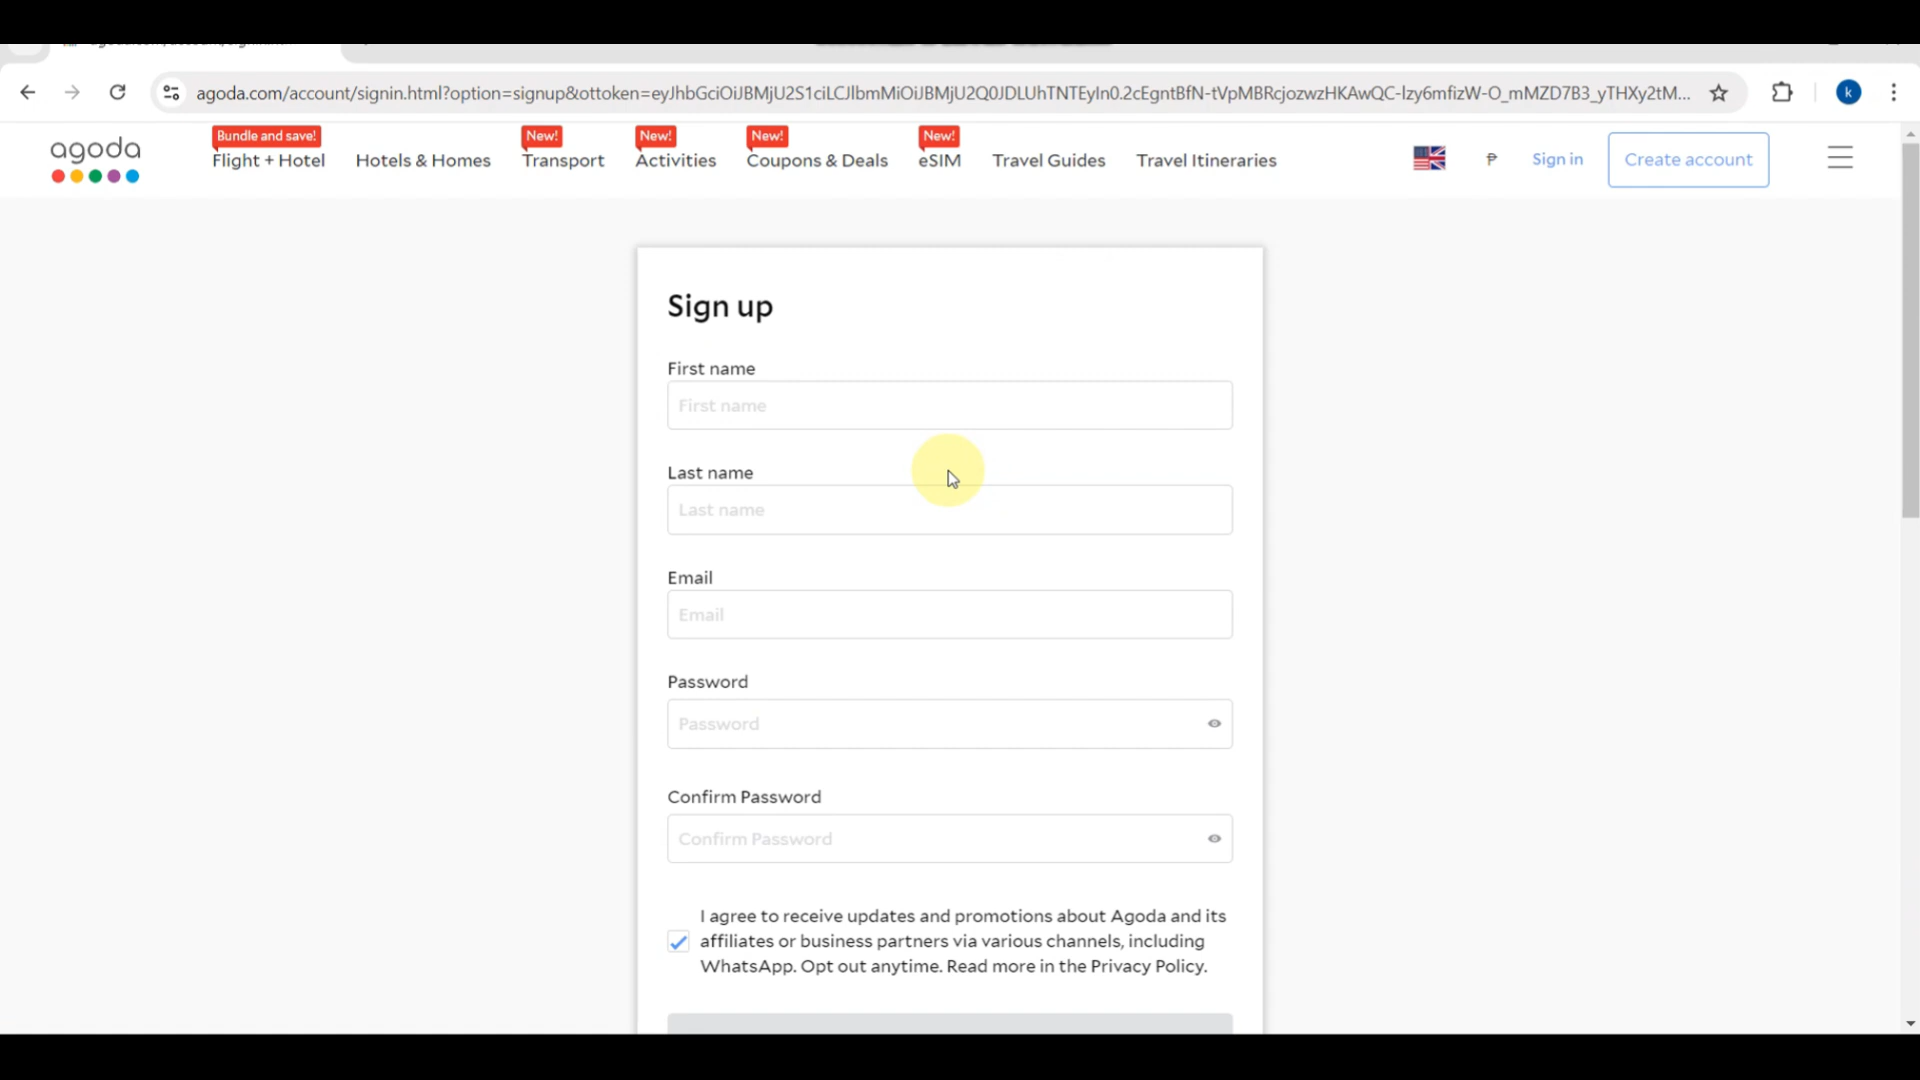 agoda.com/account/signin.html?option=signup&ottoken=eyJhbGciOiJBMjU2S1ciLCJlbmMiOiJBMjU2Q0JDLUhTNTEyIn0.2cEgntBfN-tVpMBRcjozwzHKAwQC-lzy6mfizW-O_mMZD7B3_yTHXy2tM...
k
agoda
Bundle and save!
Flight + Hotel
Hotels & Homes
New!
Transport
New!
Activities
New!
Coupons & Deals
New!
eSIM
Travel Guides
Travel Itineraries
₱
Sign in
Create account
Sign up
First name
First name
Last name
Last name
Email
Email
Password
Password
Confirm Password
Confirm Password
I agree to receive updates and promotions about Agoda and its
affiliates or business partners via various channels, including
WhatsApp. Opt out anytime. Read more in the Privacy Policy.